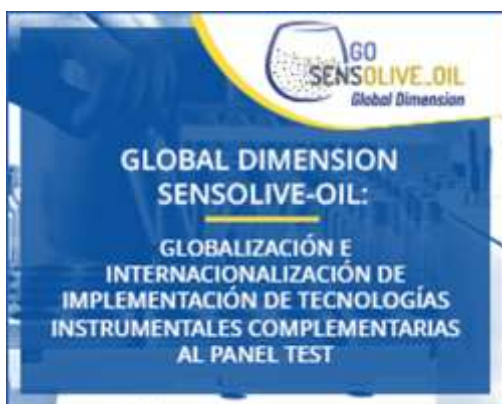 GO
SENSOLIVE_OIL
Global Dimension
GLOBAL DIMENSION
SENSOLIVE-OIL:
GLOBALIZACIÓN E
INTERNACIONALIZACIÓN DE
IMPLEMENTACIÓN DE TECNOLOGÍAS
INSTRUMENTALES COMPLEMENTARIAS
AL PANEL TEST